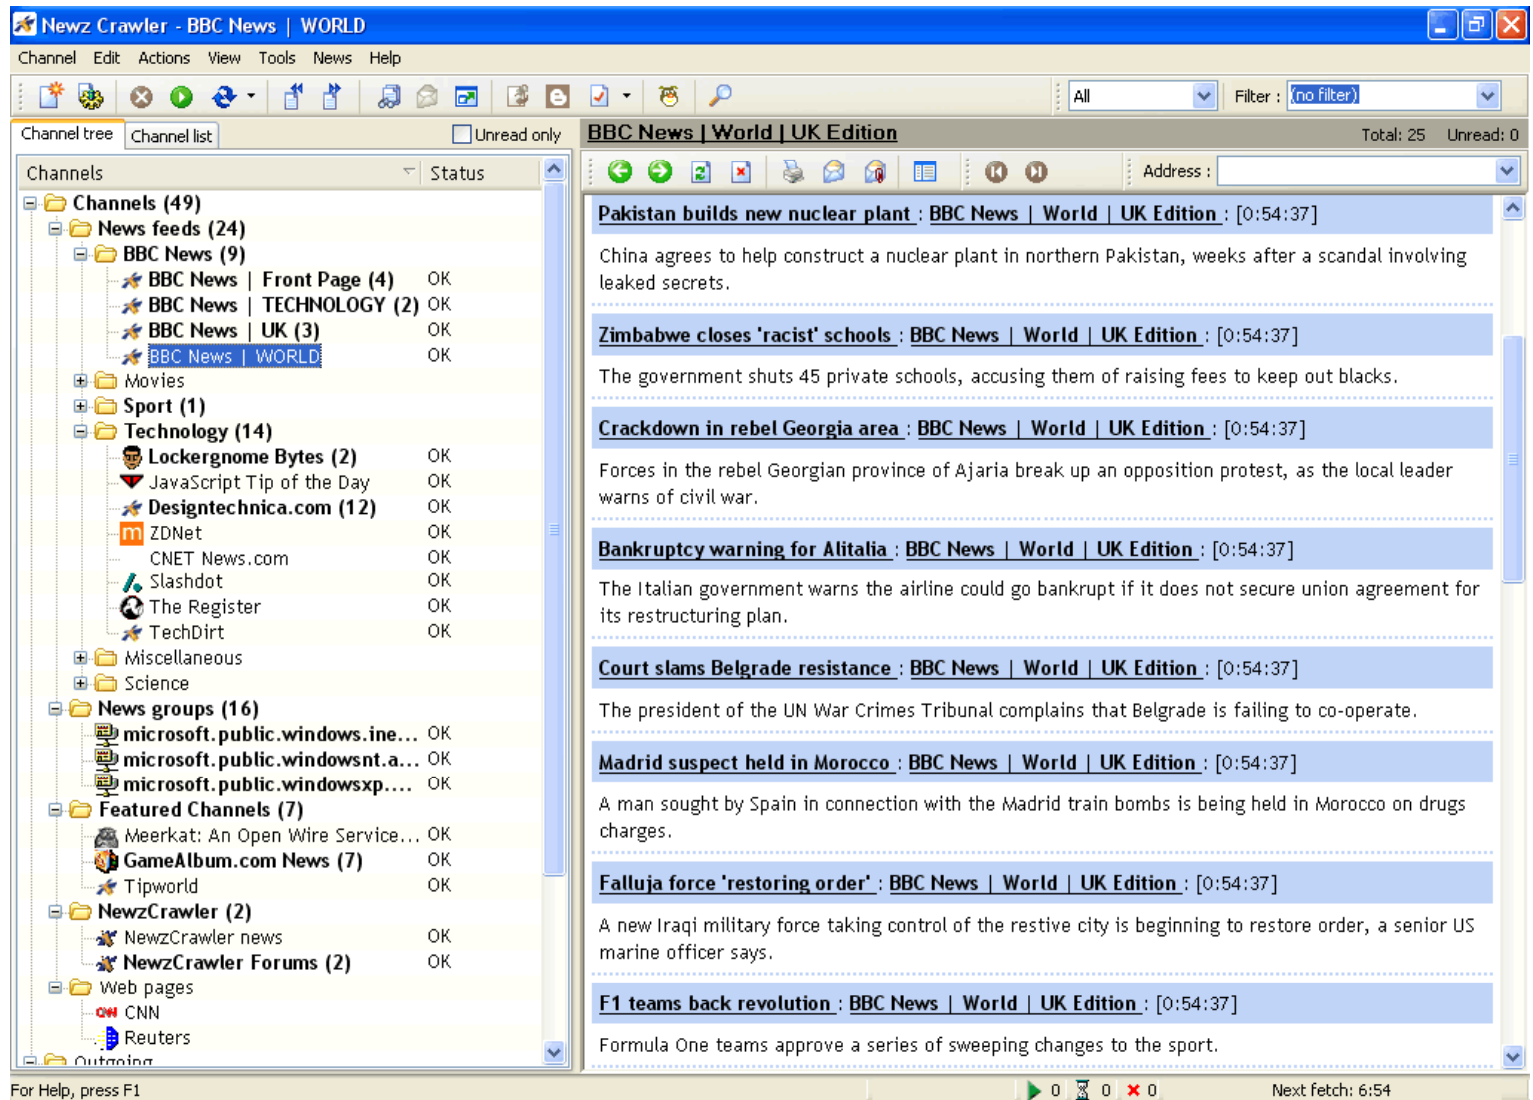 Newz Crawler - BBC News | WORLD
Channel Edit Actions View Tools News Help
All Filter : (no filter)
Channel tree Channel list Unread only
BBC News | World | UK Edition Total: 25 Unread: 0
Channels Status
Address :
Channels (49)
News feeds (24)
BBC News (9)
BBC News | Front Page (4) OK
BBC News | TECHNOLOGY (2) OK
BBC News | UK (3) OK
BBC News | WORLD OK
Movies
Sport (1)
Technology (14)
Lockergnome Bytes (2) OK
JavaScript Tip of the Day OK
Designtechnica.com (12) OK
m ZDNet OK
CNET News.com OK
Slashdot OK
The Register OK
TechDirt OK
Miscellaneous
Science
News groups (16)
microsoft.public.windows.ine... OK
microsoft.public.windowsnt.a... OK
microsoft.public.windowsxp.... OK
Featured Channels (7)
Meerkat: An Open Wire Service... OK
GameAlbum.com News (7) OK
Tipworld OK
NewzCrawler (2)
NewzCrawler news OK
NewzCrawler Forums (2) OK
Web pages
CNN
Reuters
Outgoing
Pakistan builds new nuclear plant : BBC News | World | UK Edition : [0:54:37]
China agrees to help construct a nuclear plant in northern Pakistan, weeks after a scandal involving
leaked secrets.
Zimbabwe closes 'racist' schools : BBC News | World | UK Edition : [0:54:37]
The government shuts 45 private schools, accusing them of raising fees to keep out blacks.
Crackdown in rebel Georgia area : BBC News | World | UK Edition : [0:54:37]
Forces in the rebel Georgian province of Ajaria break up an opposition protest, as the local leader
warns of civil war.
Bankruptcy warning for Alitalia : BBC News | World | UK Edition : [0:54:37]
The Italian government warns the airline could go bankrupt if it does not secure union agreement for
its restructuring plan.
Court slams Belgrade resistance : BBC News | World | UK Edition : [0:54:37]
The president of the UN War Crimes Tribunal complains that Belgrade is failing to co-operate.
Madrid suspect held in Morocco : BBC News | World | UK Edition : [0:54:37]
A man sought by Spain in connection with the Madrid train bombs is being held in Morocco on drugs
charges.
Falluja force 'restoring order' : BBC News | World | UK Edition : [0:54:37]
A new Iraqi military force taking control of the restive city is beginning to restore order, a senior US
marine officer says.
F1 teams back revolution : BBC News | World | UK Edition : [0:54:37]
Formula One teams approve a series of sweeping changes to the sport.
For Help, press F1 0 0 0 Next fetch: 6:54